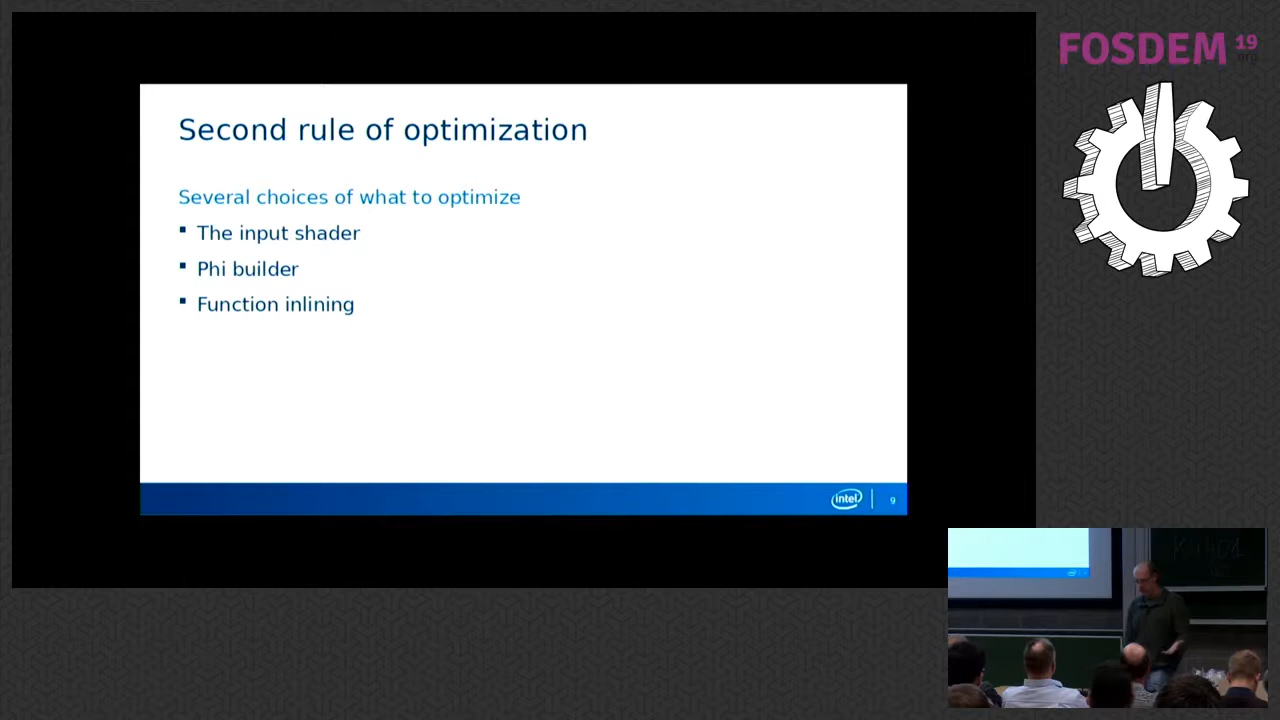 FOSDEM 19
.org
Second rule of optimization
Several choices of what to optimize
The input shader
Phi builder
Function inlining
intel
9